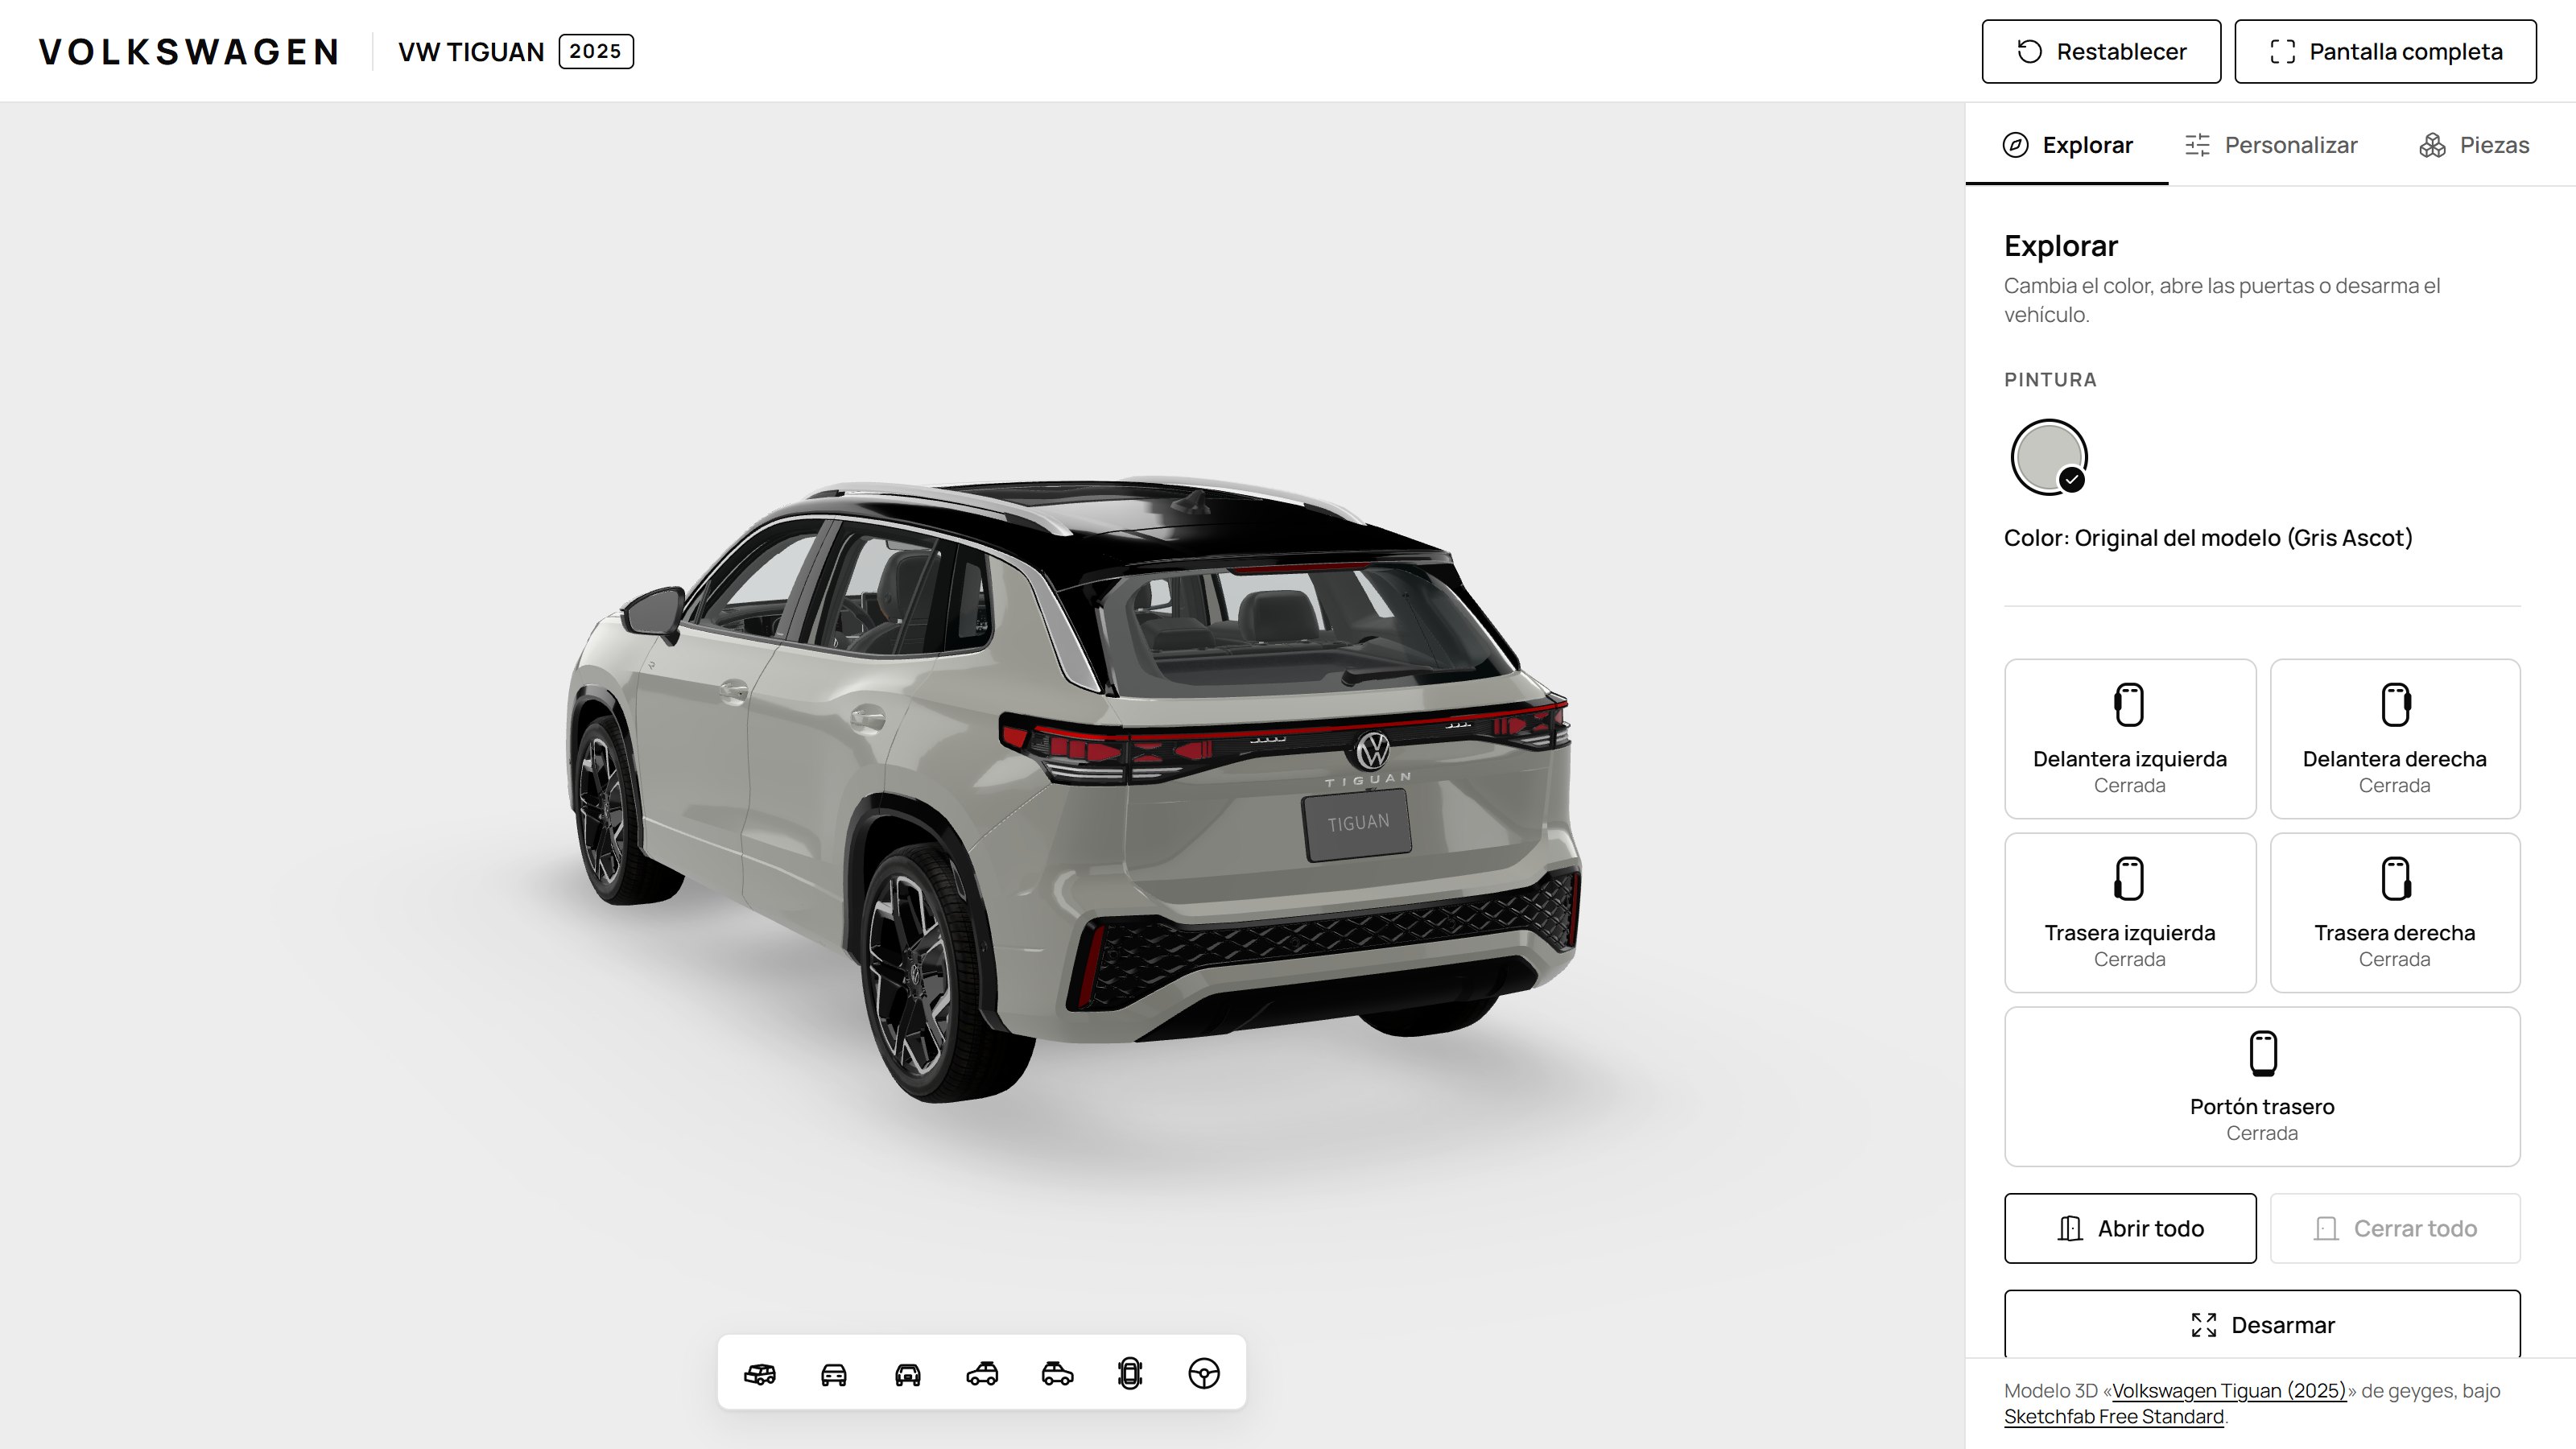 VOLKSWAGEN
VW TIGUAN
2025
Restablecer
Pantalla completa
Explorar
Personalizar
Piezas
Explorar
Cambia el color, abre las puertas o desarma el
vehículo.
PINTURA
Color: Original del modelo (Gris Ascot)
TIGUAN
TIGUAN
Delantera izquierda
Cerrada
Delantera derecha
Cerrada
Trasera izquierda
Cerrada
Trasera derecha
Cerrada
Portón trasero
Cerrada
Abrir todo
Cerrar todo
Desarmar
Modelo 3D «Volkswagen Tiguan (2025)» de geyges, bajo
Sketchfab Free Standard.